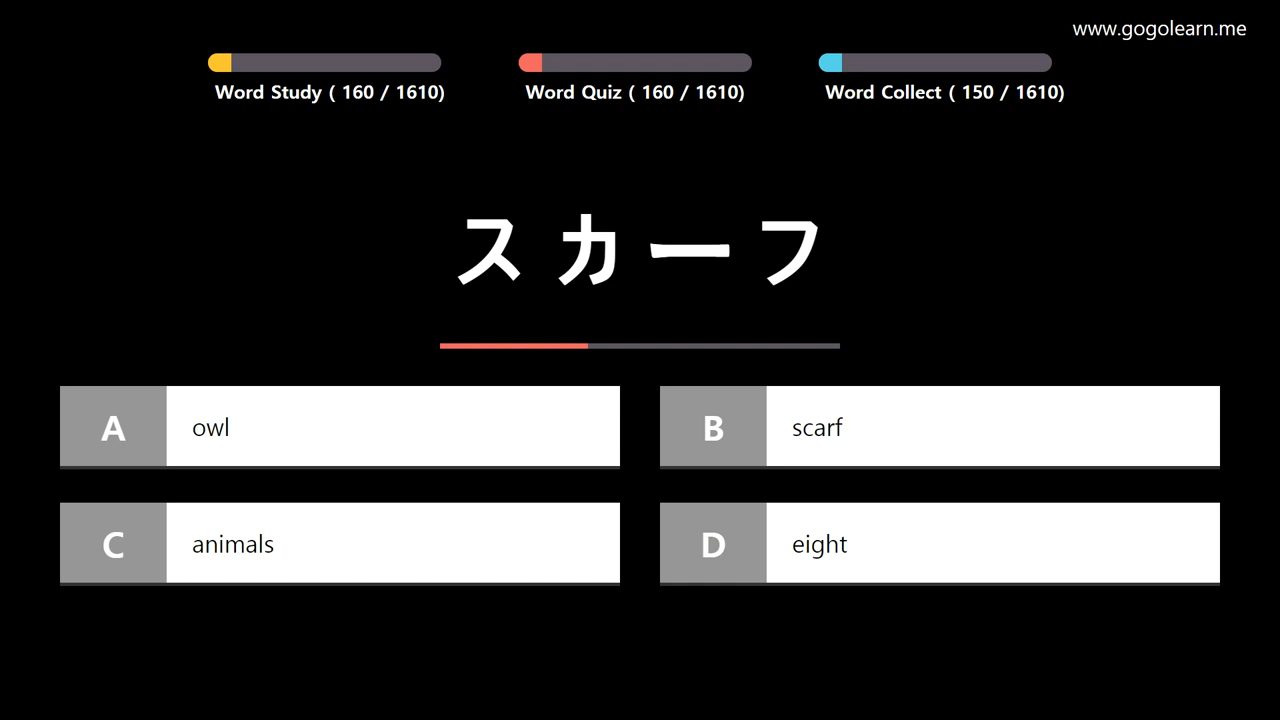 www.gogolearn.me
Word Study ( 160 / 1610)
Word Quiz ( 160 / 1610)
Word Collect ( 150 / 1610)
スカーフ
A owl
B scarf
C animals
D eight